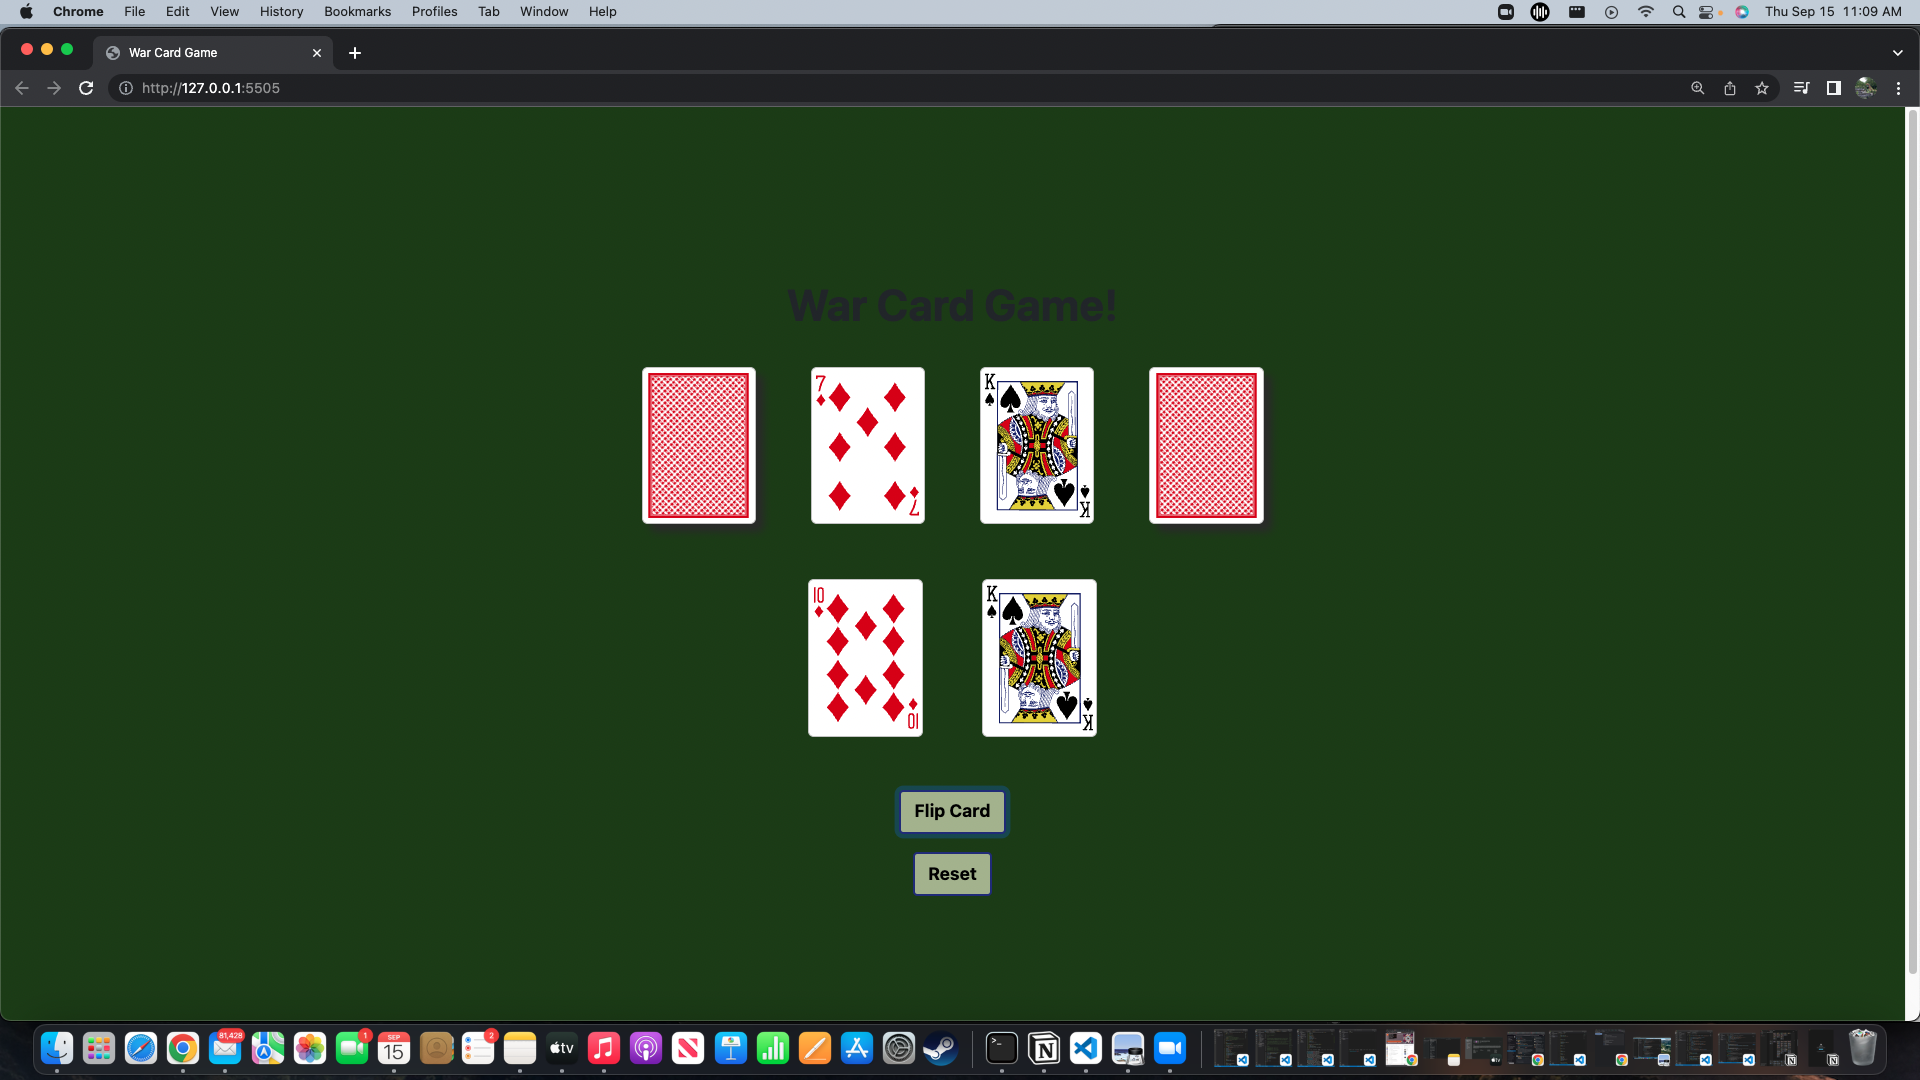 Chrome File Edit View History Bookmarks Profiles Tab Window Help Thu Sep 15 11:09 AM
War Card Game
http://127.0.0.1:5505
War Card Game!
7 K
7 K
10 K
10 K
Flip Card
Reset
81,428 1 SEP 15 2 tv